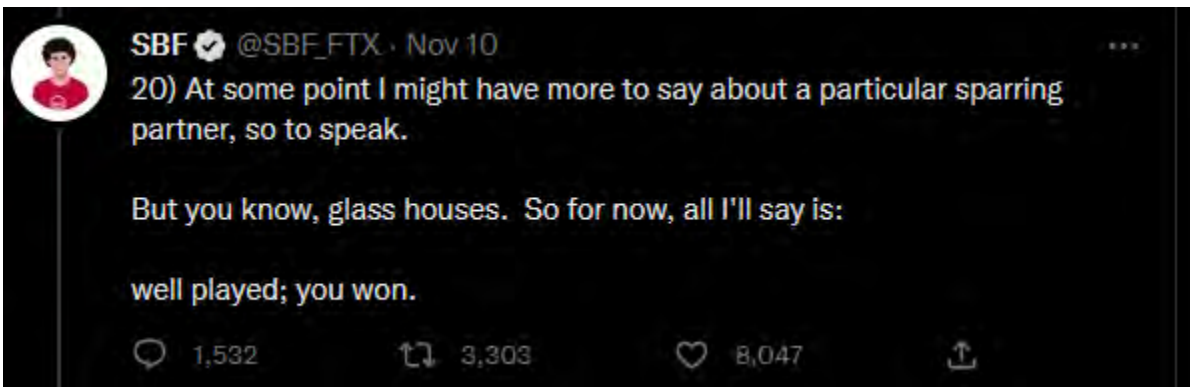 SBF @SBF_FTX · Nov 10
20) At some point I might have more to say about a particular sparring
partner, so to speak.
But you know, glass houses.  So for now, all I'll say is:
well played; you won.
1,532 3,303 8,047